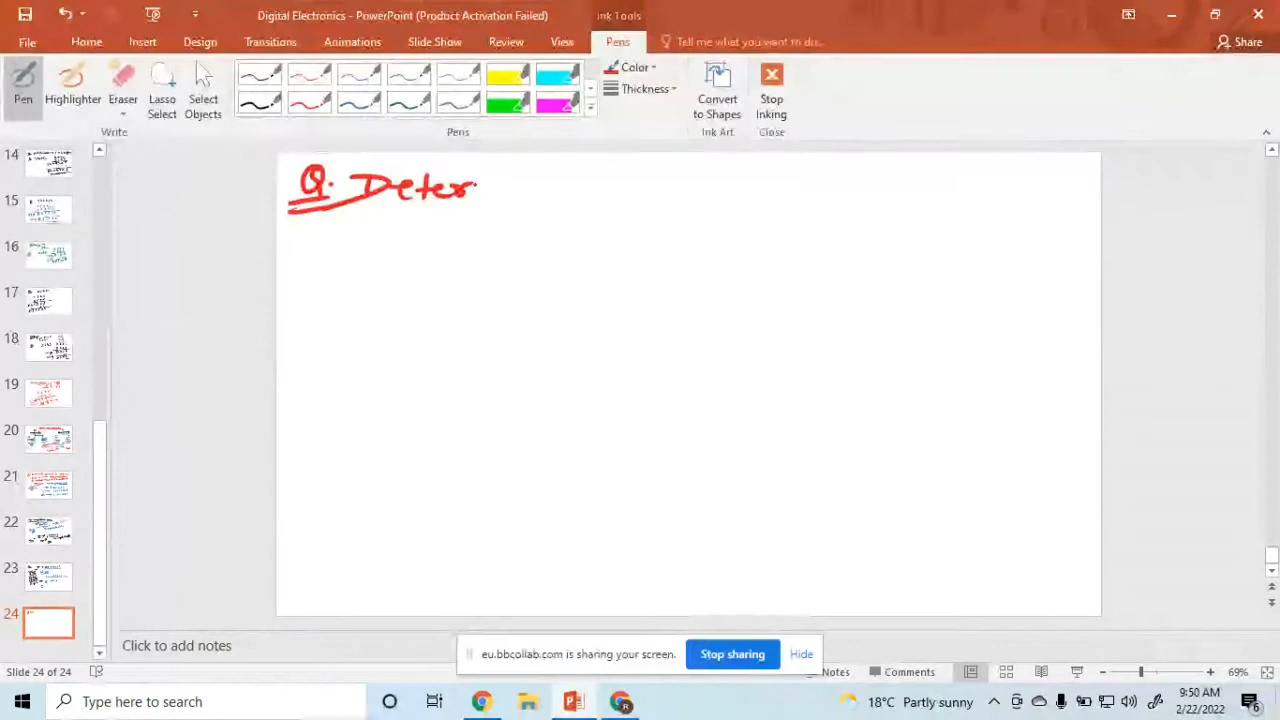 Digital Electronics - PowerPoint (Product Activation Failed)
Ink Tools
File Home Insert Design Transitions Animations Slide Show Review View Pens Tell me what you want to do... Share
Pen Highlighter Eraser Lasso Select Select Objects
Color
Thickness
Convert to Shapes
Stop Inking
Write Pens Ink Art Close
14
15
16
17
18
19
20
21
22
23
24
Q. Deter
Click to add notes
eu.bbcollab.com is sharing your screen. Stop sharing Hide
Slide 24 of 24 Notes Comments 69%
Type here to search 18°C Partly sunny 9:50 AM
2/22/2022
6